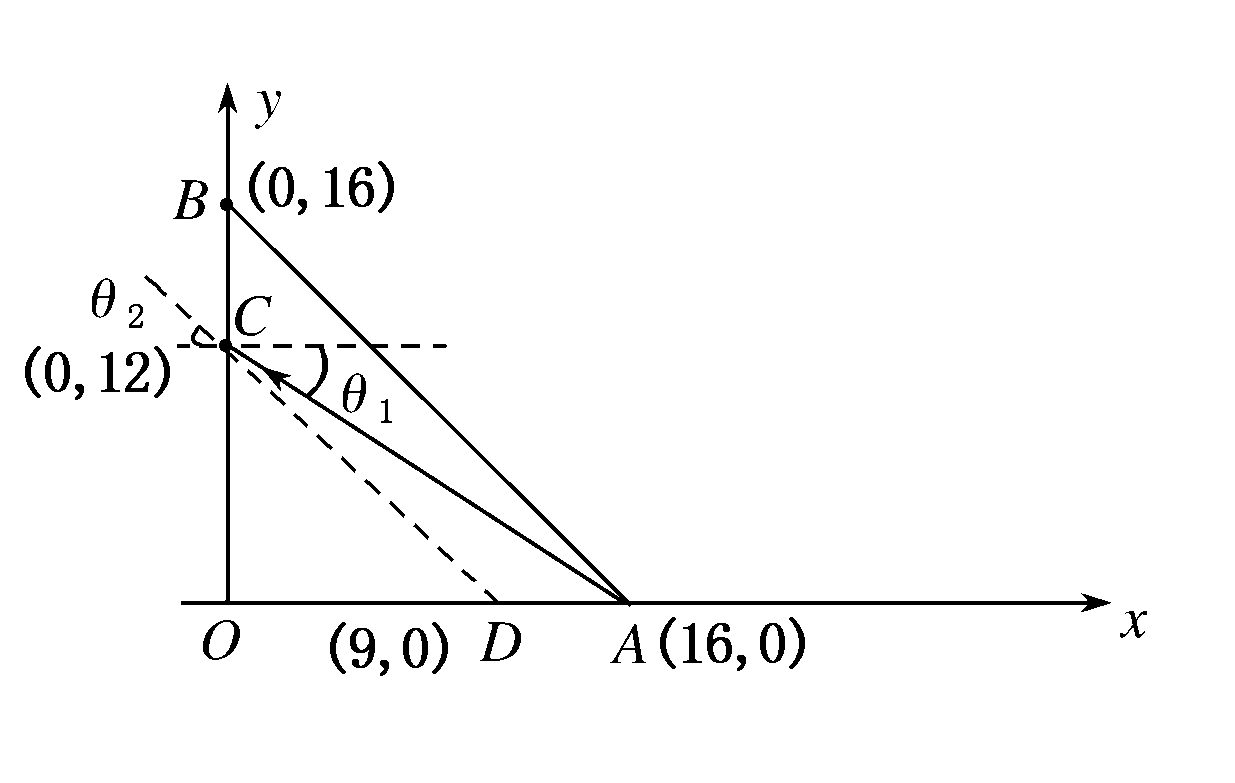 y
B (0, 16)
θ₂ C
(0, 12)
θ₁
O (9, 0) D A (16, 0) x